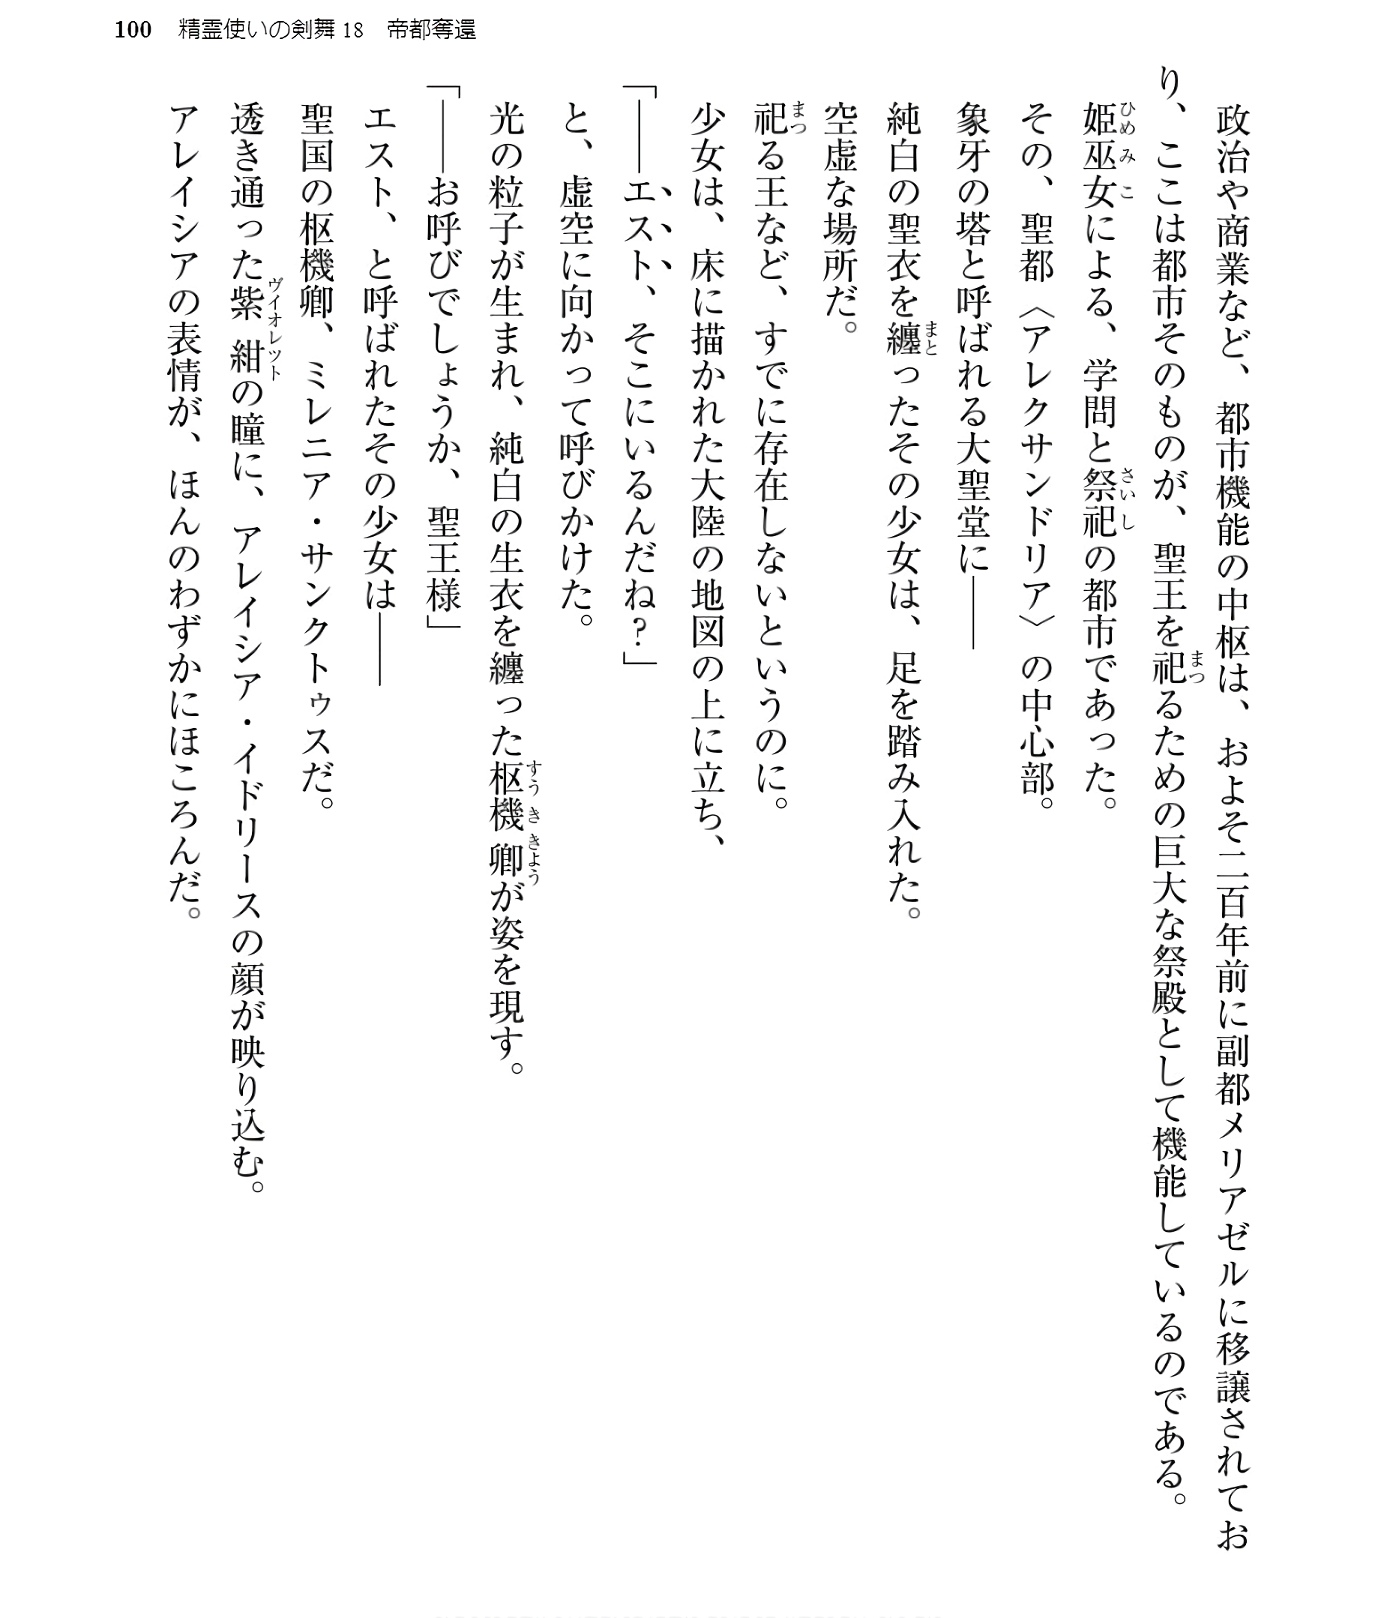 100 精霊使いの剣舞18 帝都奪還
政治や商業など、都市機能の中枢は、およそ二百年前に副都メリアゼルに移譲されてお
り、ここは都市そのものが、聖王を祀るための巨大な祭殿として機能しているのである。
姫巫女による、学問と祭祀の都市であった。
その、聖都〈アレクサンドリア〉の中心部。
象牙の塔と呼ばれる大聖堂に――
純白の聖衣を纏ったその少女は、足を踏み入れた。
空虚な場所だ。
祀る王など、すでに存在しないというのに。
少女は、床に描かれた大陸の地図の上に立ち、
「――エスト、そこにいるんだね？」
と、虚空に向かって呼びかけた。
光の粒子が生まれ、純白の生衣を纏った枢機卿が姿を現す。
「――お呼びでしょうか、聖王様」
エスト、と呼ばれたその少女は――
聖国の枢機卿、ミレニア・サンクトゥスだ。
透き通った紫紺の瞳に、アレイシア・イドリースの顔が映り込む。
アレイシアの表情が、ほんのわずかにほころんだ。